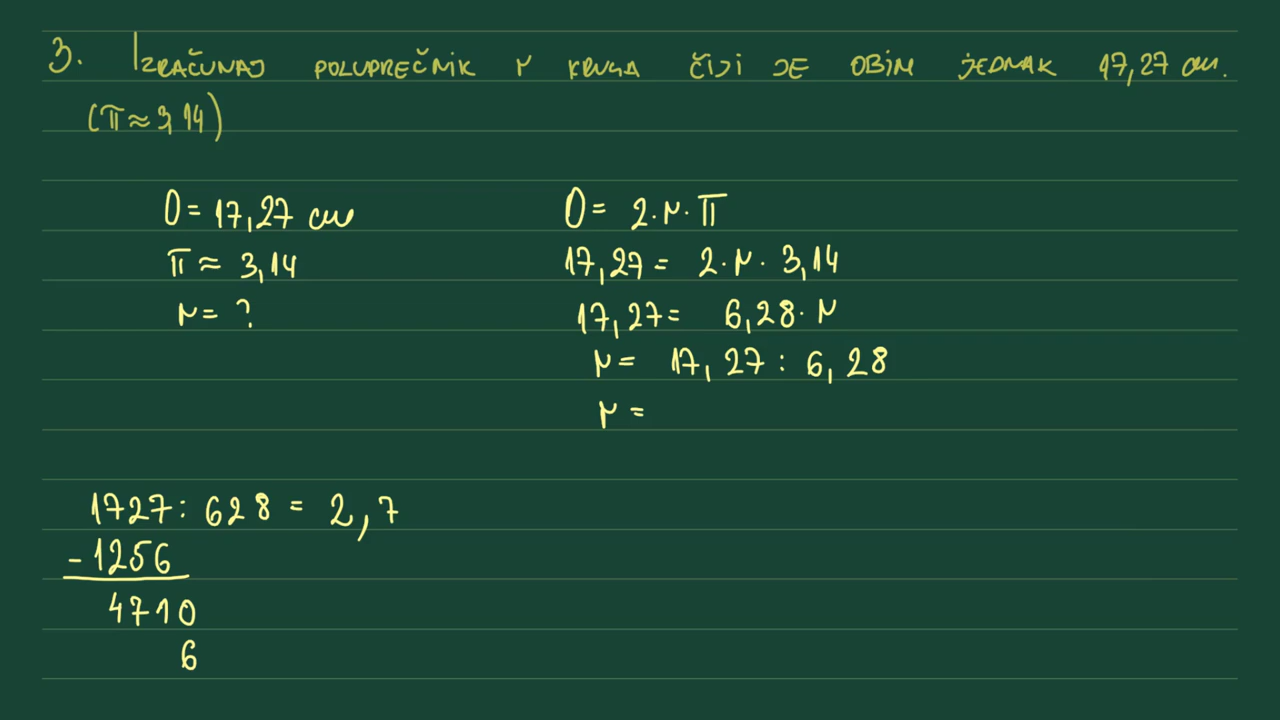 3. IZRAČUNAJ POLUPREČNIK r KRUGA ČIJI JE OBIM JEDNAK 17,27 cm.
(π ≈ 3,14)
O = 17,27 cm
π ≈ 3,14
r = ?
O = 2 · r · π
17,27 = 2 · r · 3,14
17,27 = 6,28 · r
r = 17,27 : 6,28
r =
1727 : 628 = 2,7
-1256
4710
6